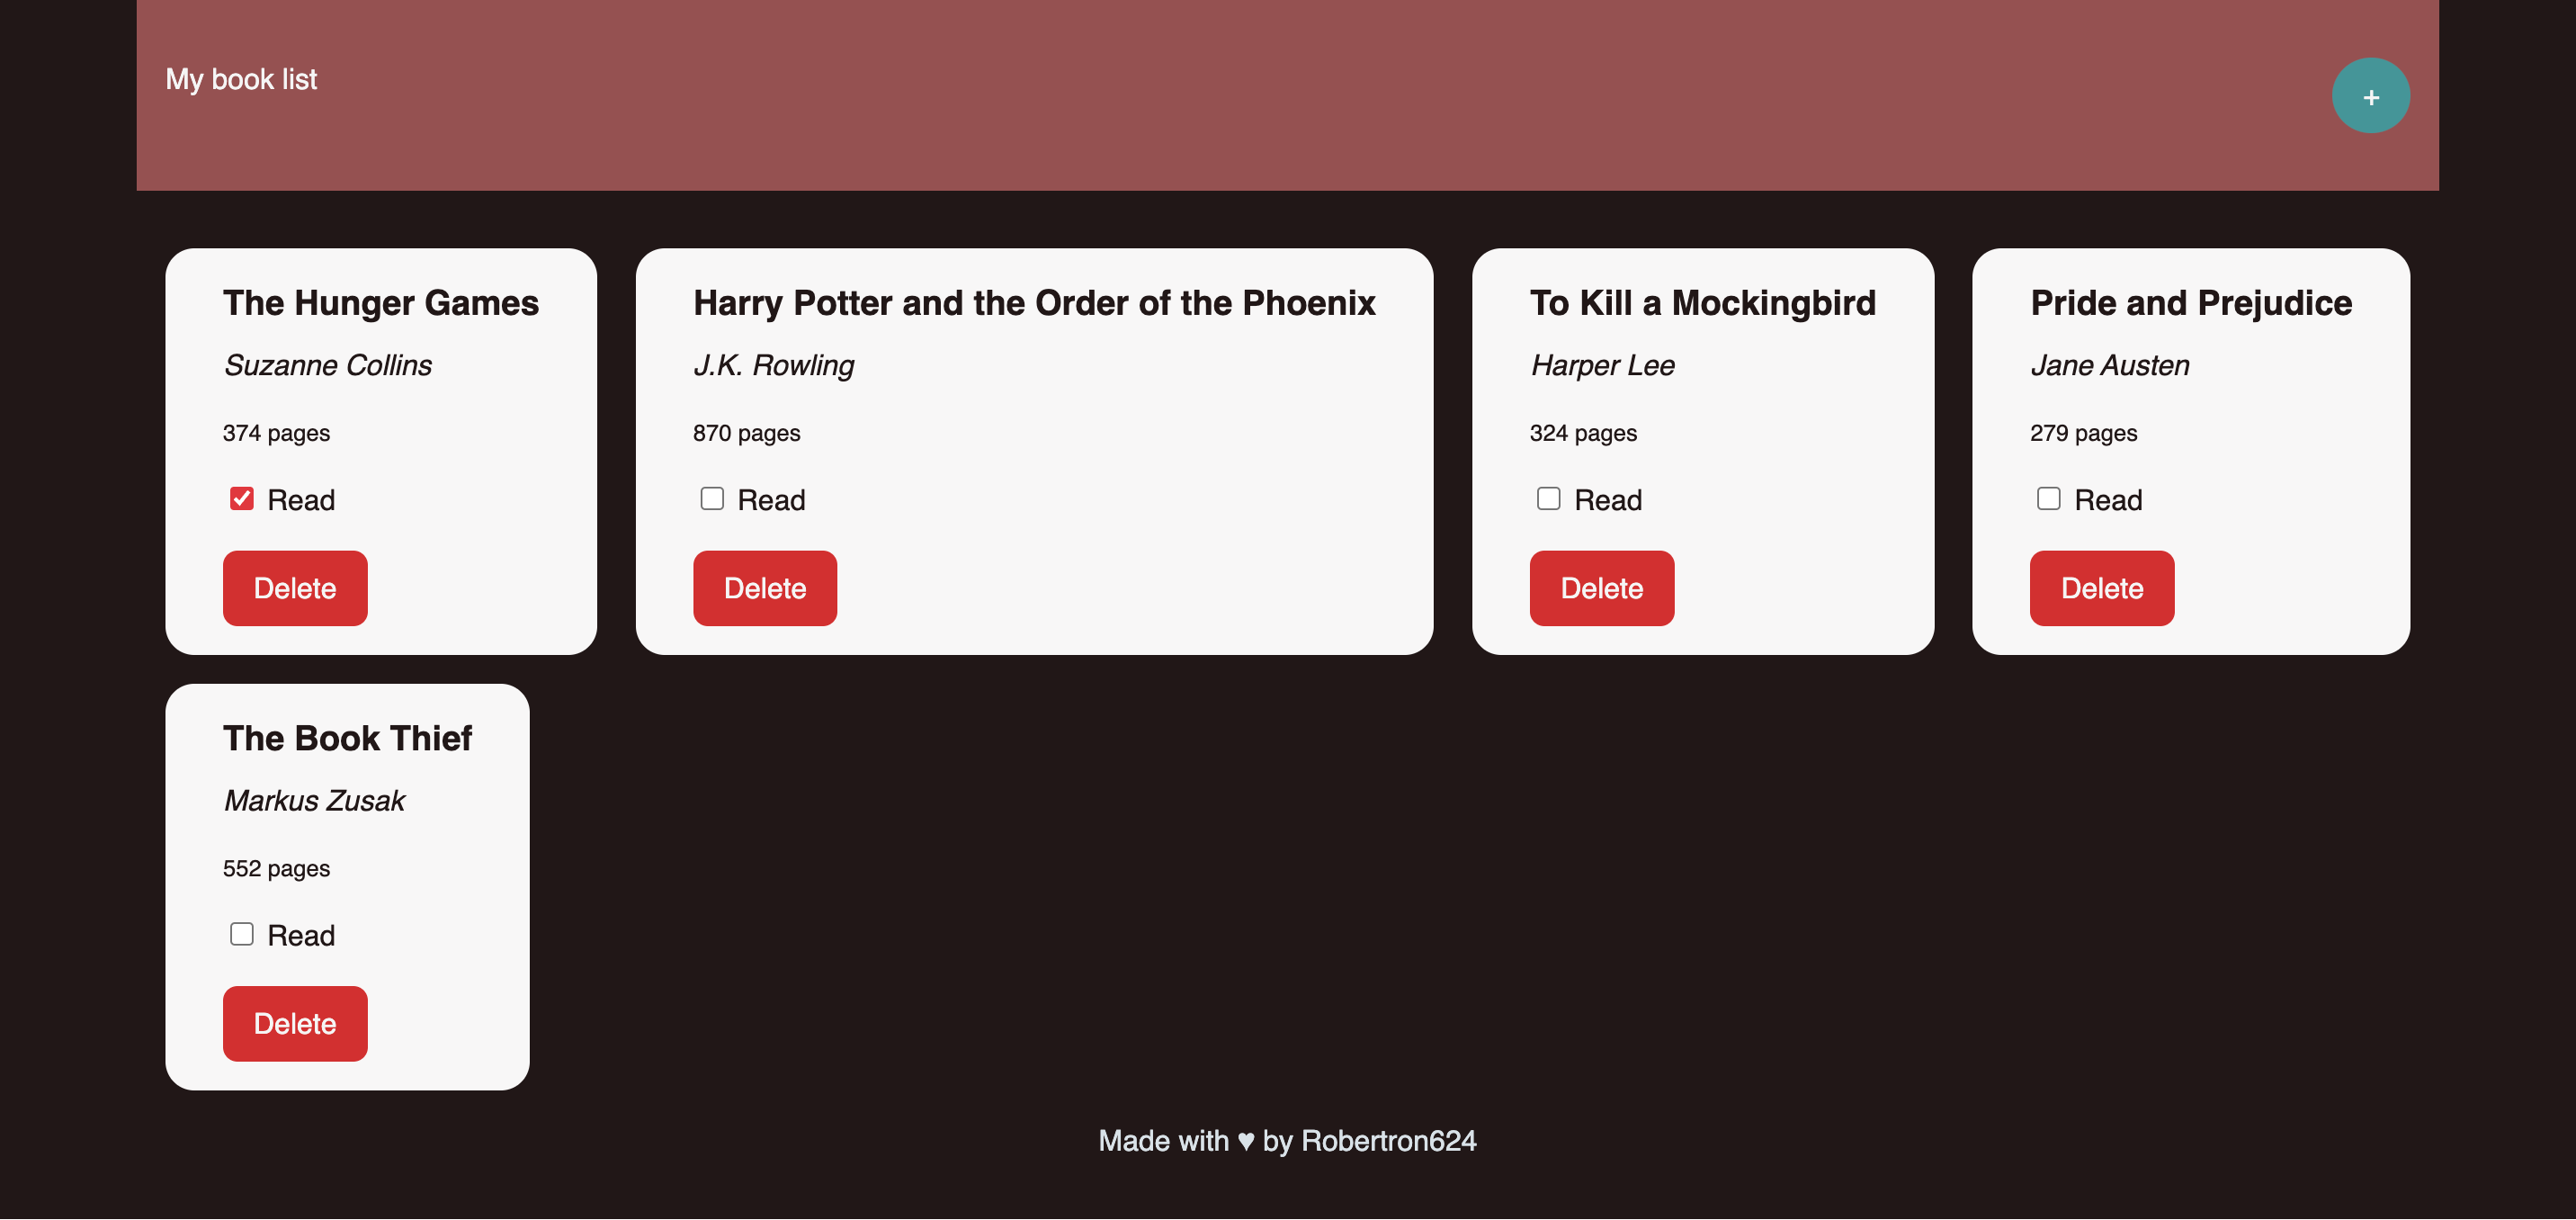 My book list
+
The Hunger Games
Suzanne Collins
374 pages
Read
Delete
Harry Potter and the Order of the Phoenix
J.K. Rowling
870 pages
Read
Delete
To Kill a Mockingbird
Harper Lee
324 pages
Read
Delete
Pride and Prejudice
Jane Austen
279 pages
Read
Delete
The Book Thief
Markus Zusak
552 pages
Read
Delete
Made with ♥ by Robertron624